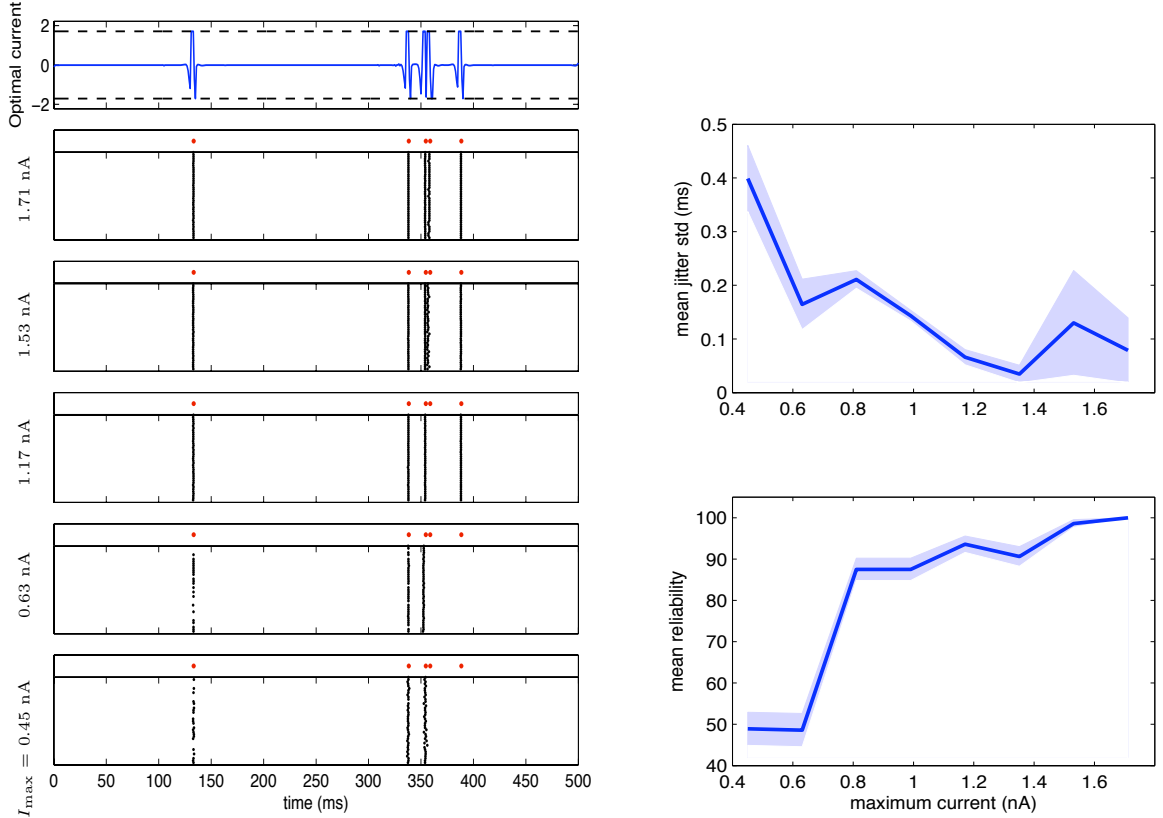 Optimal current
2
0
−2
1.71 nA
1.53 nA
1.17 nA
0.63 nA
I_max = 0.45 nA
0 50 100 150 200 250 300 350 400 450 500
time (ms)
mean jitter std (ms)
0.5
0.4
0.3
0.2
0.1
0
0.4 0.6 0.8 1 1.2 1.4 1.6
mean reliability
100
90
80
70
60
50
40
0.4 0.6 0.8 1 1.2 1.4 1.6
maximum current (nA)